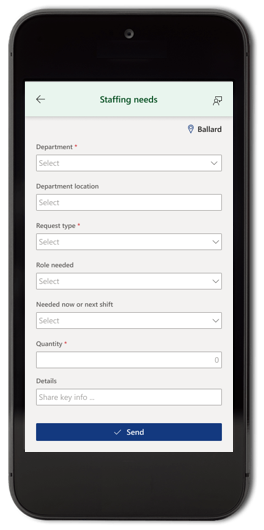 Staffing needs
Ballard
Department *
Select
Department location
Select
Request type *
Select
Role needed
Select
Needed now or next shift
Select
Quantity *
0
Details
Share key info ...
Send